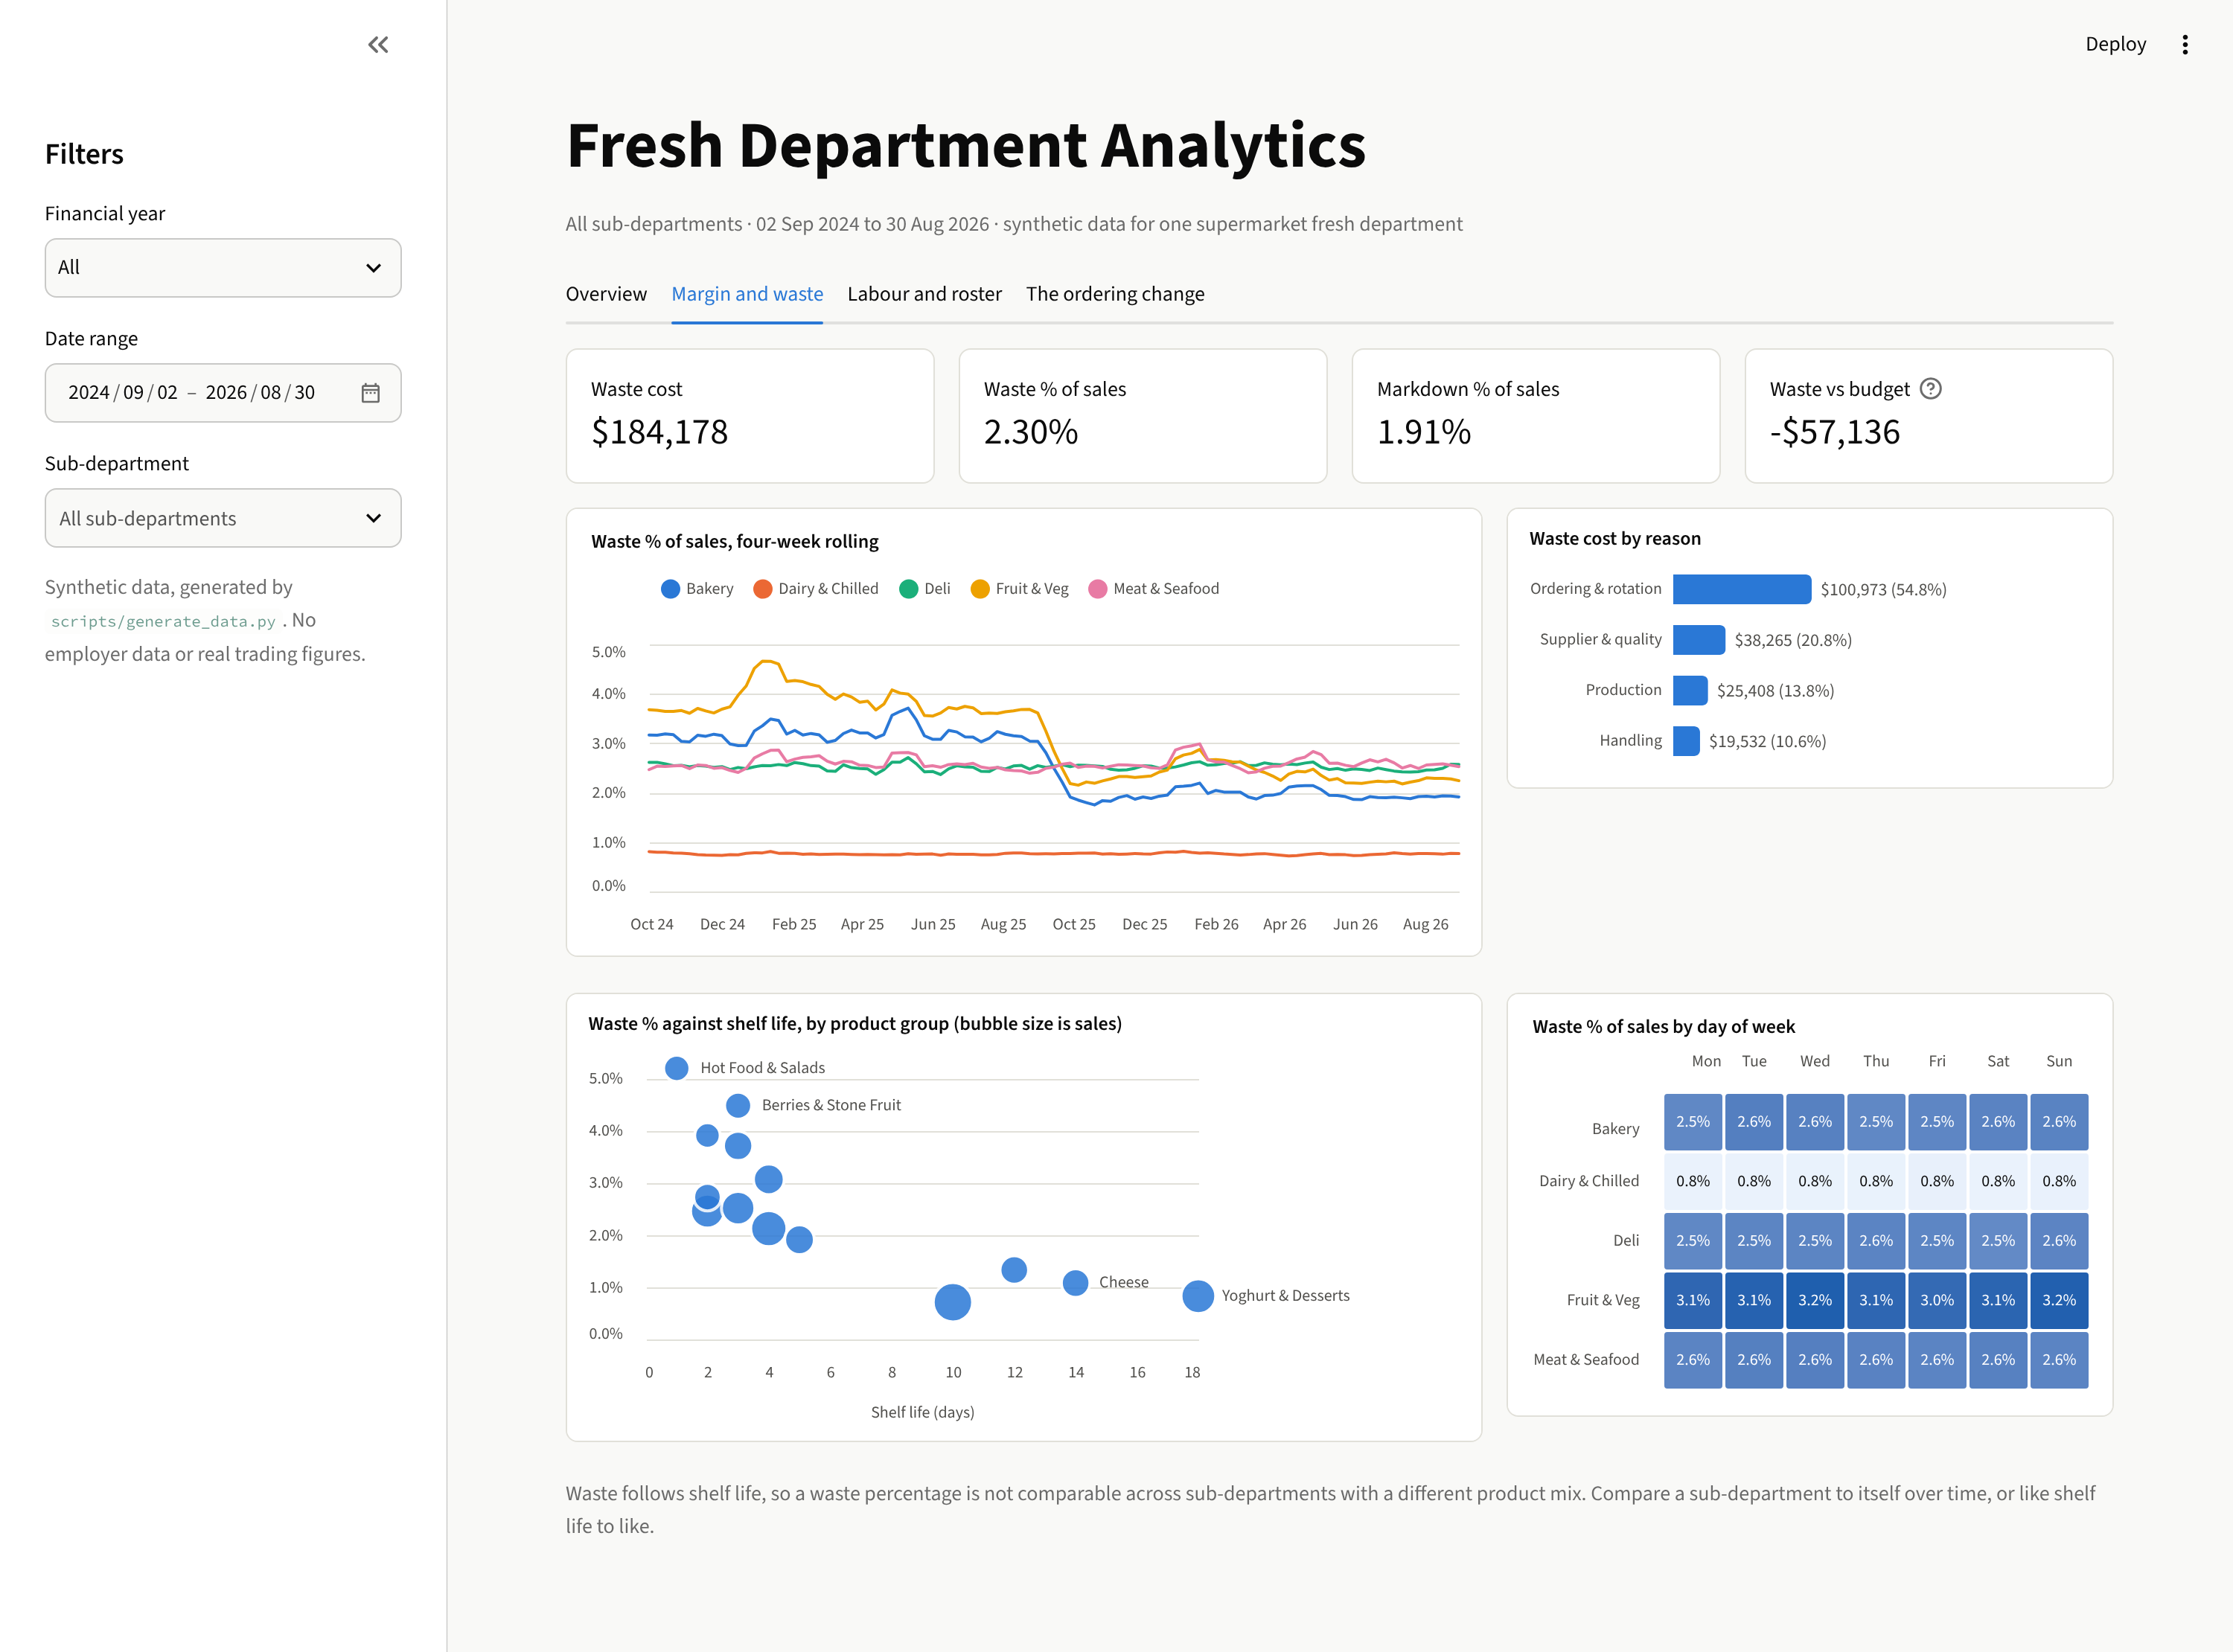 Deploy
Filters
Financial year
All
Date range
2024 / 09 / 02 – 2026 / 08 / 30
Sub-department
All sub-departments
Synthetic data, generated by
scripts/generate_data.py . No
employer data or real trading figures.
Fresh Department Analytics
All sub-departments · 02 Sep 2024 to 30 Aug 2026 · synthetic data for one supermarket fresh department
Overview Margin and waste Labour and roster The ordering change
Waste cost
$184,178
Waste % of sales
2.30%
Markdown % of sales
1.91%
Waste vs budget ?
-$57,136
Waste % of sales, four-week rolling
Bakery Dairy & Chilled Deli Fruit & Veg Meat & Seafood
5.0%
4.0%
3.0%
2.0%
1.0%
0.0%
Oct 24 Dec 24 Feb 25 Apr 25 Jun 25 Aug 25 Oct 25 Dec 25 Feb 26 Apr 26 Jun 26 Aug 26
Waste cost by reason
Ordering & rotation $100,973 (54.8%)
Supplier & quality $38,265 (20.8%)
Production $25,408 (13.8%)
Handling $19,532 (10.6%)
Waste % against shelf life, by product group (bubble size is sales)
Hot Food & Salads
5.0%
Berries & Stone Fruit
4.0%
3.0%
2.0%
1.0%
Cheese
Yoghurt & Desserts
0.0%
0 2 4 6 8 10 12 14 16 18
Shelf life (days)
Waste % of sales by day of week
Mon Tue Wed Thu Fri Sat Sun
Bakery 2.5% 2.6% 2.6% 2.5% 2.5% 2.6% 2.6%
Dairy & Chilled 0.8% 0.8% 0.8% 0.8% 0.8% 0.8% 0.8%
Deli 2.5% 2.5% 2.5% 2.6% 2.5% 2.5% 2.6%
Fruit & Veg 3.1% 3.1% 3.2% 3.1% 3.0% 3.1% 3.2%
Meat & Seafood 2.6% 2.6% 2.6% 2.6% 2.6% 2.6% 2.6%
Waste follows shelf life, so a waste percentage is not comparable across sub-departments with a different product mix. Compare a sub-department to itself over time, or like shelf
life to like.